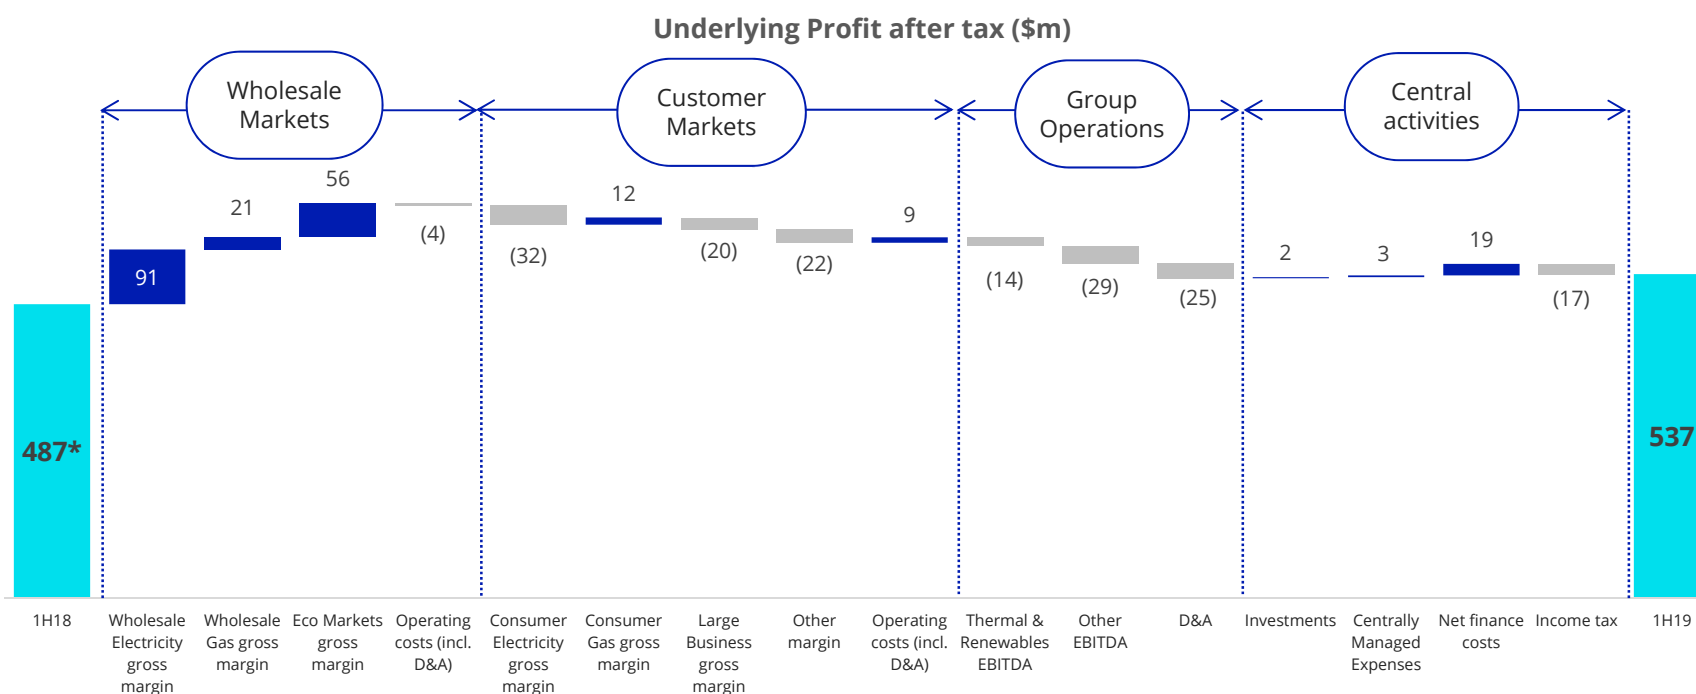 Underlying Profit after tax ($m)
Wholesale
Markets
Customer
Markets
Group
Operations
Central
activities
487*
91
21
56
(4)
(32)
12
(20)
(22)
9
(14)
(29)
(25)
2
3
19
(17)
537
1H18
Wholesale
Electricity
gross
margin
Wholesale
Gas gross
margin
Eco Markets
gross
margin
Operating
costs (incl.
D&A)
Consumer
Electricity
gross
margin
Consumer
Gas gross
margin
Large
Business
gross
margin
Other
margin
Operating
costs (incl.
D&A)
Thermal &
Renewables
EBITDA
Other
EBITDA
D&A
Investments
Centrally
Managed
Expenses
Net finance
costs
Income tax
1H19